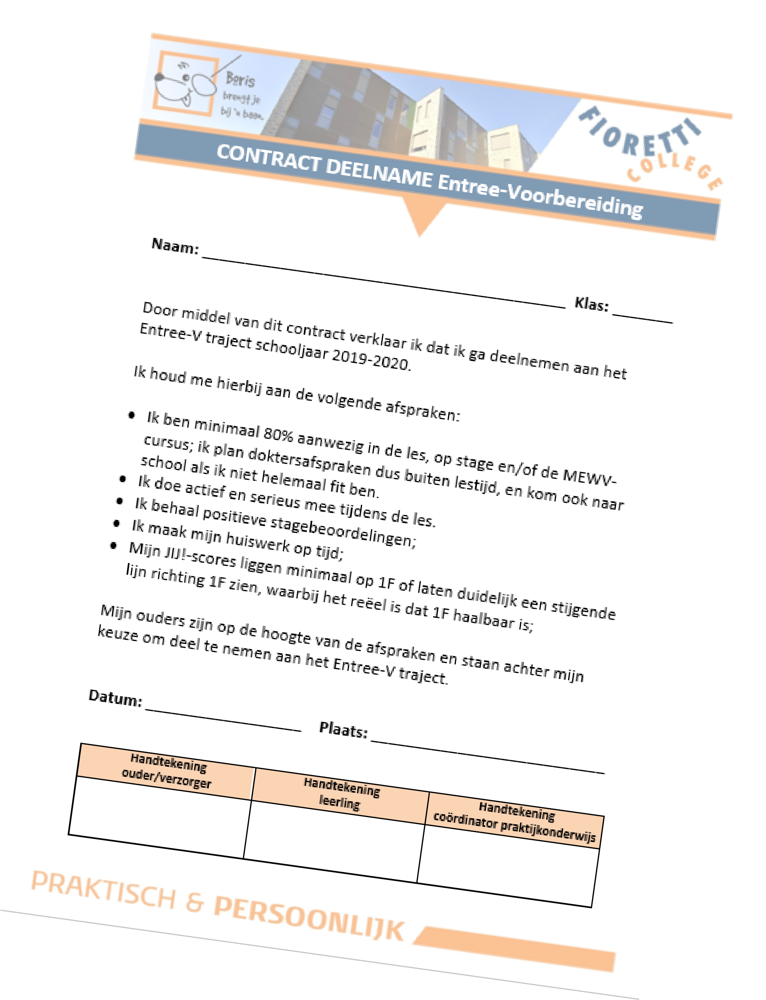 Boris
brengt je
bij 'n baan.
FIORETTI
COLLEGE
CONTRACT DEELNAME Entree-Voorbereiding
Naam: ______ Klas: ______
Door middel van dit contract verklaar ik dat ik ga deelnemen aan het
Entree-V traject schooljaar 2019-2020.
Ik houd me hierbij aan de volgende afspraken:
• Ik ben minimaal 80% aanwezig in de les, op stage en/of de MEWV-
cursus; ik plan doktersafspraken dus buiten lestijd, en kom ook naar
school als ik niet helemaal fit ben.
• Ik doe actief en serieus mee tijdens de les.
• Ik behaal positieve stagebeoordelingen;
• Ik maak mijn huiswerk op tijd;
• Mijn JIJ!-scores liggen minimaal op 1F of laten duidelijk een stijgende
lijn richting 1F zien, waarbij het reëel is dat 1F haalbaar is;
Mijn ouders zijn op de hoogte van de afspraken en staan achter mijn
keuze om deel te nemen aan het Entree-V traject.
Datum: ______ Plaats: ______
Handtekening
ouder/verzorger
Handtekening
leerling
Handtekening
coördinator praktijkonderwijs
PRAKTISCH & PERSOONLIJK